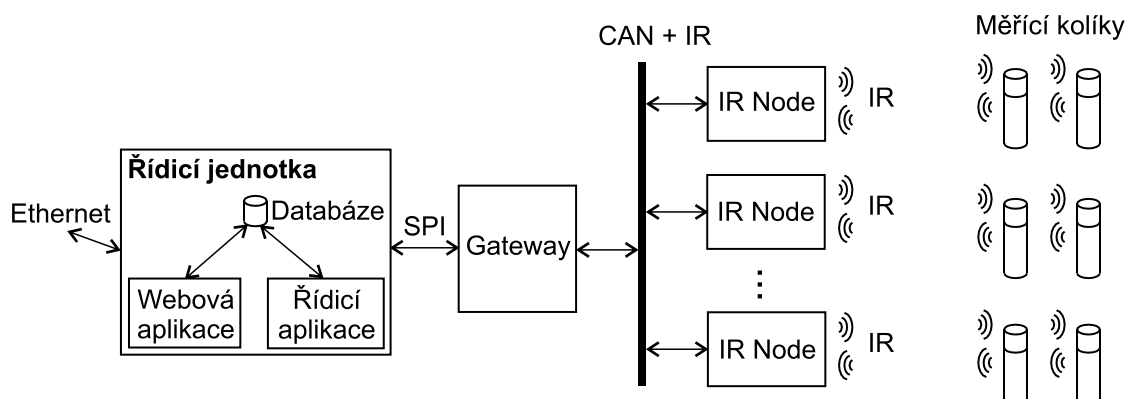 Měřící kolíky
CAN + IR
IR Node
IR
Řídicí jednotka
Databáze
Ethernet
SPI
Gateway
IR Node
IR
Webová
aplikace
Řídicí
aplikace
IR Node
IR